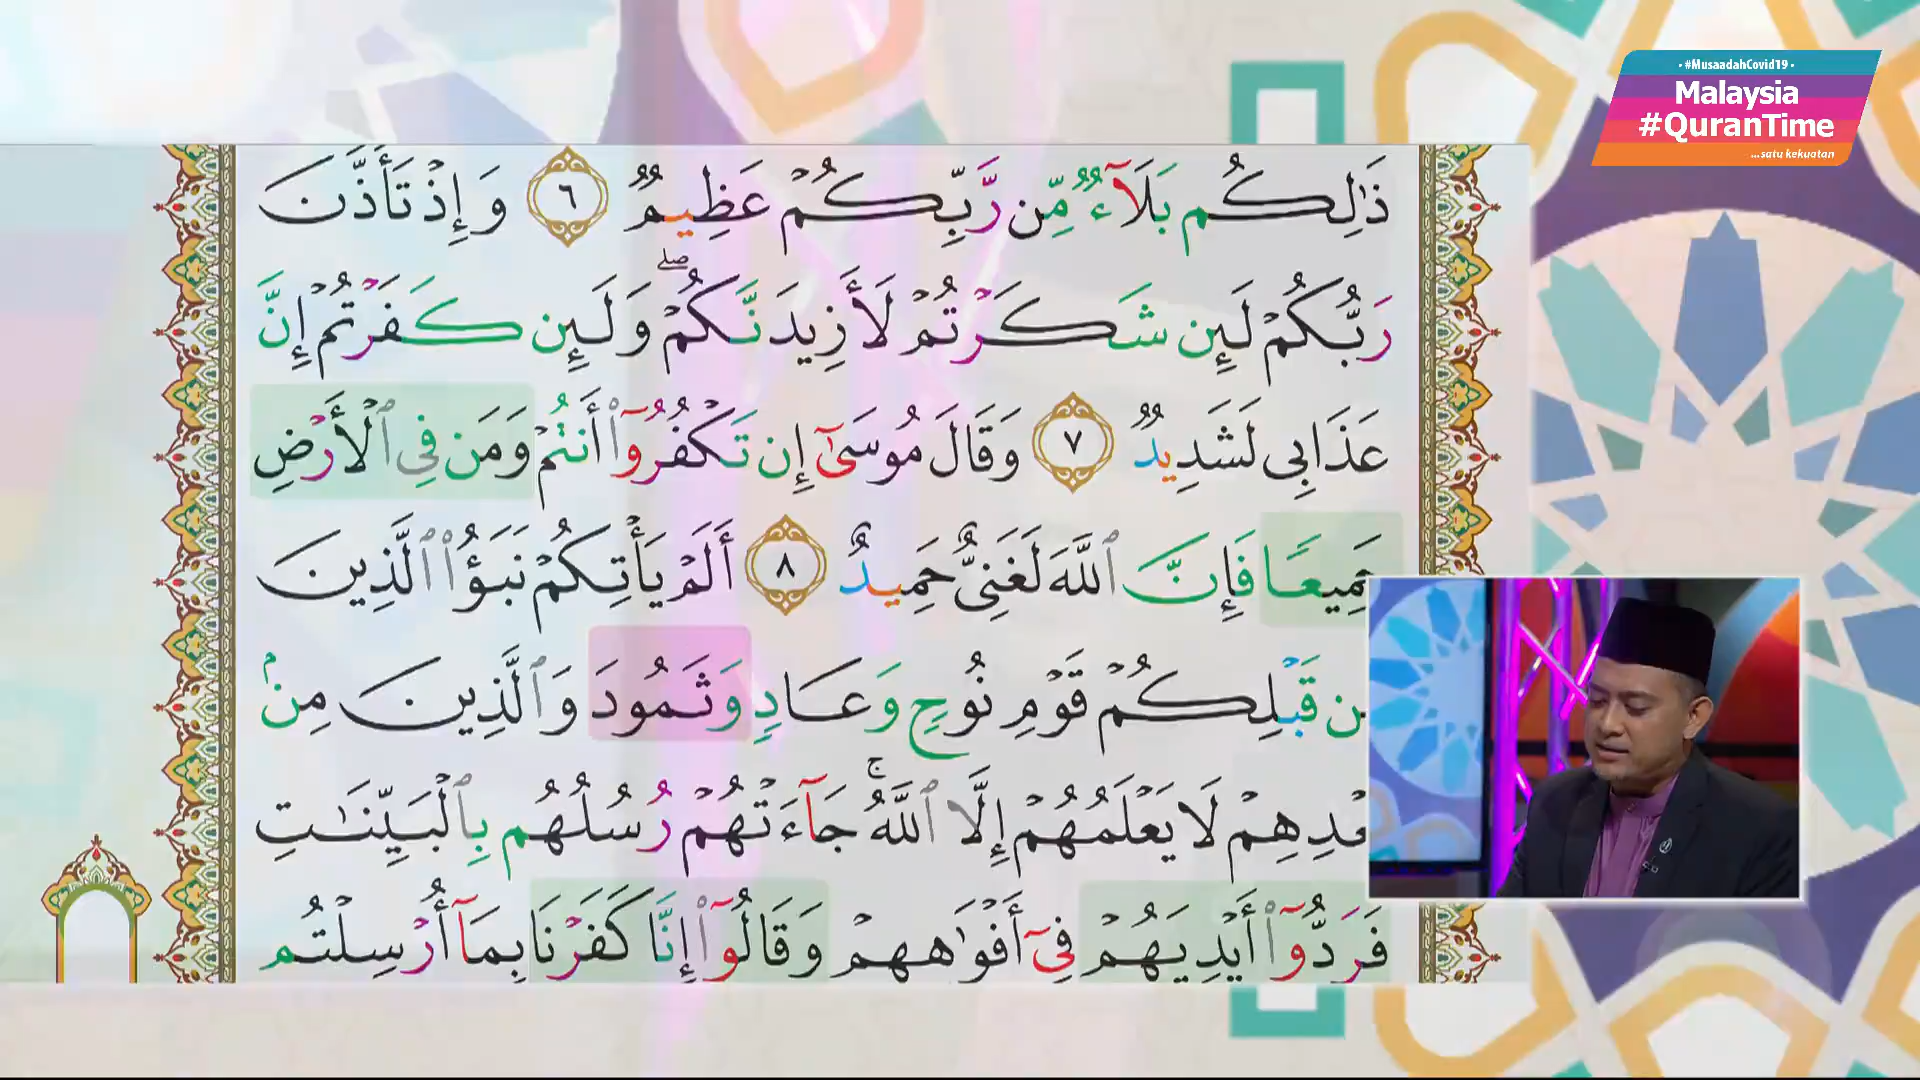 • #MusaadahCovid19 •
Malaysia
#QuranTime
...satu kekuatan
ذَٰلِكُم بَلَآءٌ مِّن رَّبِّكُمْ عَظِيمٌ ٦ وَإِذْ تَأَذَّنَ
رَبُّكُمْ لَئِن شَكَرْتُمْ لَأَزِيدَنَّكُمْ ۖ وَلَئِن كَفَرْتُمْ إِنَّ
عَذَابِى لَشَدِيدٌ ٧ وَقَالَ مُوسَىٰٓ إِن تَكْفُرُوٓا۟ أَنتُمْ وَمَن فِى ٱلْأَرْضِ
جَمِيعًا فَإِنَّ ٱللَّهَ لَغَنِىٌّ حَمِيدٌ ٨ أَلَمْ يَأْتِكُمْ نَبَؤُا۟ ٱلَّذِينَ
قَبْلِكُمْ قَوْمِ نُوحٍ وَعَادٍ وَثَمُودَ وَٱلَّذِينَ مِنۢ
لَا يَعْلَمُهُمْ إِلَّا ٱللَّهُ ۚ جَآءَتْهُمْ رُسُلُهُم بِٱلْبَيِّنَـٰتِ
فَرَدُّوٓا۟ أَيْدِيَهُمْ فِىٓ أَفْوَٰهِهِمْ وَقَالُوٓا۟ إِنَّا كَفَرْنَا بِمَآ أُرْسِلْتُم